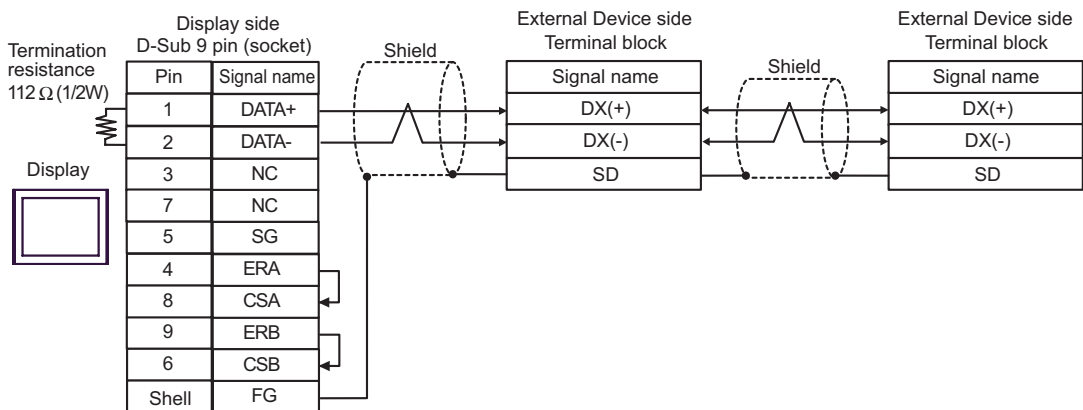 Display side
D-Sub 9 pin (socket)
Termination
resistance
112 Ω (1/2W)
Pin Signal name
1 DATA+
2 DATA-
3 NC
7 NC
5 SG
4 ERA
8 CSA
9 ERB
6 CSB
Shell FG
Display
Shield
External Device side
Terminal block
Signal name
DX(+)
DX(-)
SD
Shield
External Device side
Terminal block
Signal name
DX(+)
DX(-)
SD